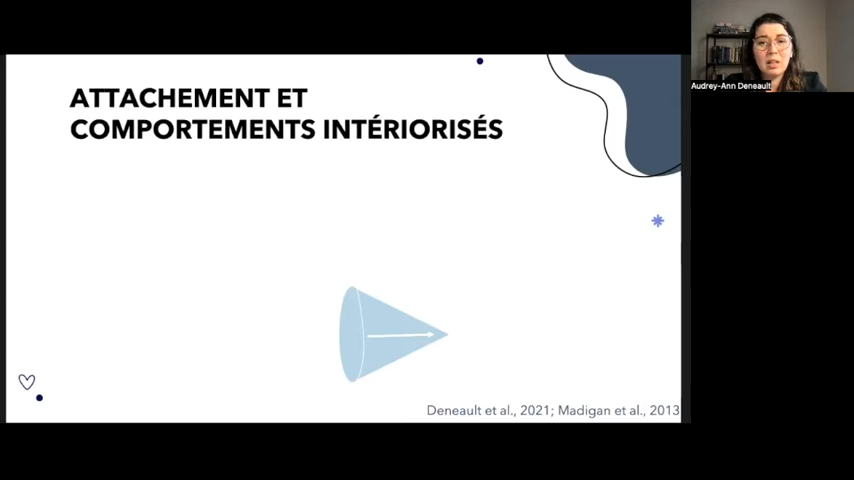 ATTACHEMENT ET
COMPORTEMENTS INTÉRIORISÉS
Deneault et al., 2021; Madigan et al., 2013
Audrey-Ann Deneault